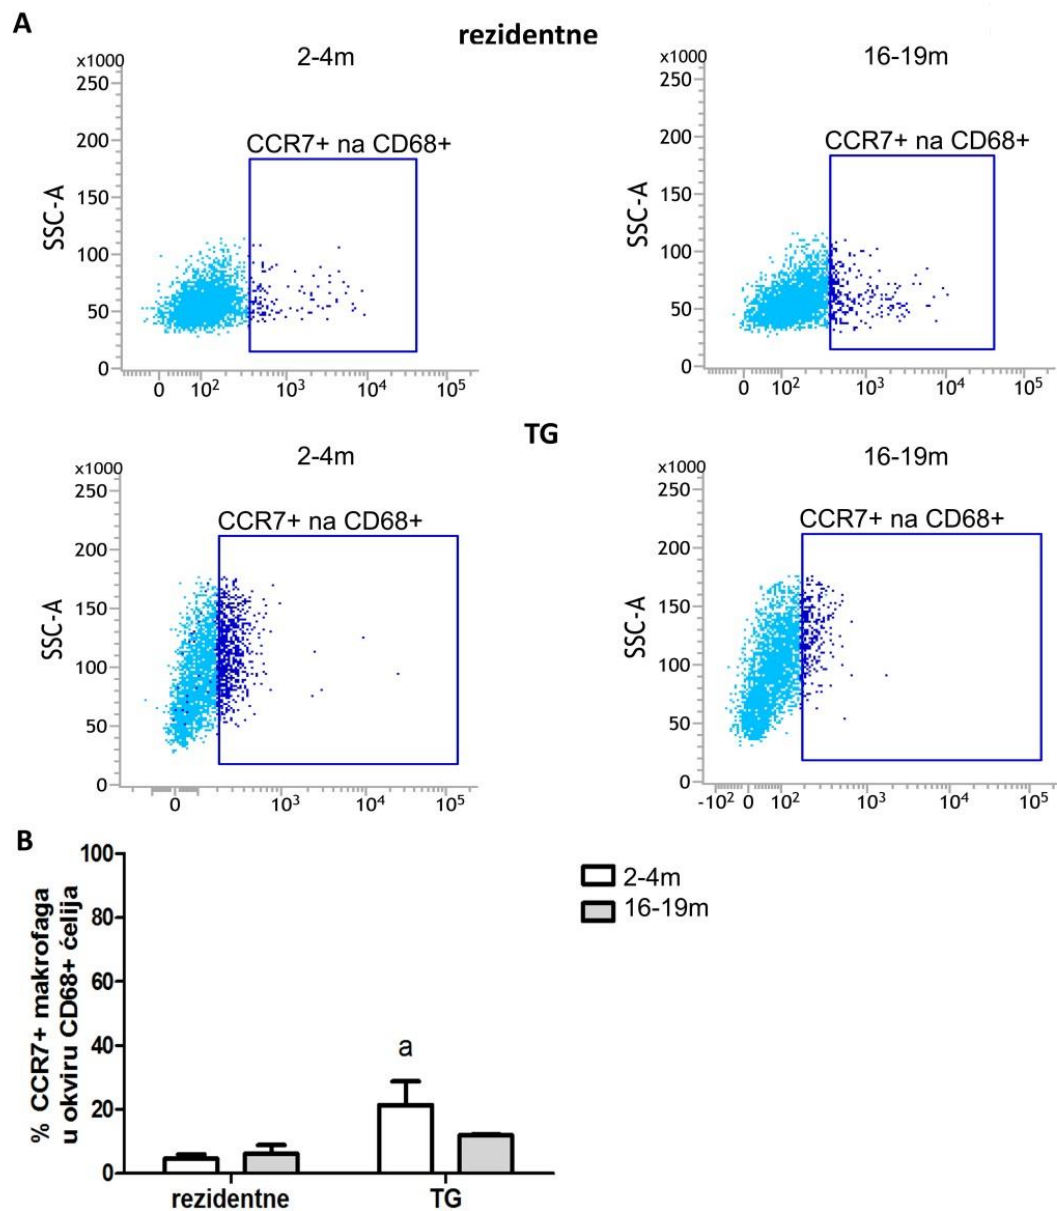 A
rezidentne
2-4m
x1000
CCR7+ na CD68+
SSC-A
250
200
150
100
50
0
0 10² 10³ 10⁴ 10⁵
16-19m
x1000
CCR7+ na CD68+
SSC-A
250
200
150
100
50
0
0 10² 10³ 10⁴ 10⁵
TG
2-4m
x1000
CCR7+ na CD68+
SSC-A
250
200
150
100
50
0
0 10³ 10⁴ 10⁵
16-19m
x1000
CCR7+ na CD68+
SSC-A
250
200
150
100
50
0
-10² 0 10² 10³ 10⁴ 10⁵
B
% CCR7+ makrofaga
u okviru CD68+ ćelija
100
80
60
40
20
0
a
rezidentne TG
2-4m
16-19m